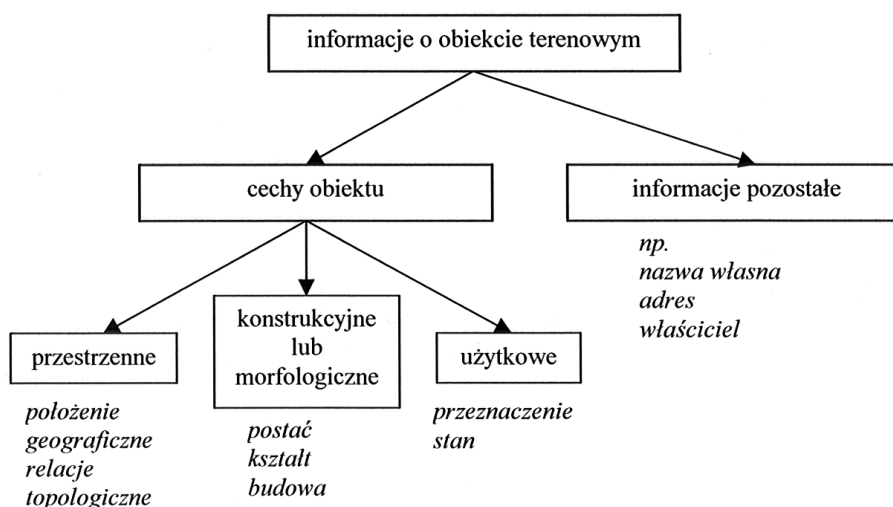 informacje o obiekcie terenowym
cechy obiektu
informacje pozostałe
np.
nazwa własna
adres
właściciel
przestrzenne
konstrukcyjne
lub
morfologiczne
użytkowe
położenie
geograficzne
relacje
topologiczne
postać
kształt
budowa
przeznaczenie
stan